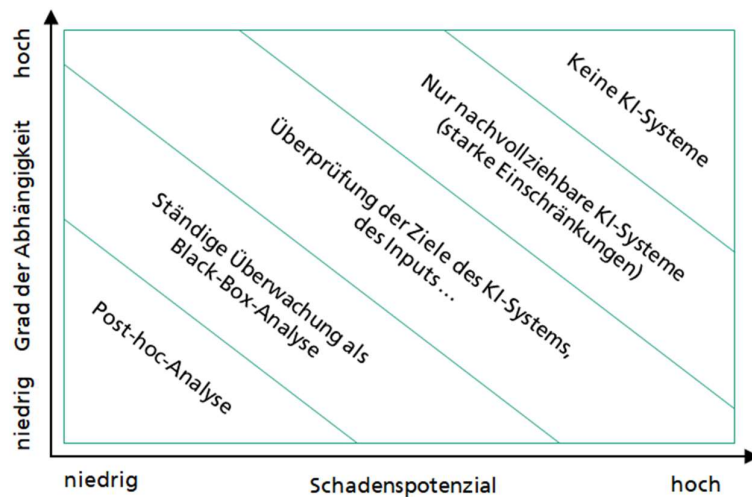 hoch
Grad der Abhängigkeit
niedrig
Keine KI-Systeme
Nur nachvollziehbare KI-Systeme
(starke Einschränkungen)
Überprüfung der Ziele des KI-Systems,
des Inputs...
Ständige Überwachung als
Black-Box-Analyse
Post-hoc-Analyse
niedrig
Schadenspotenzial
hoch